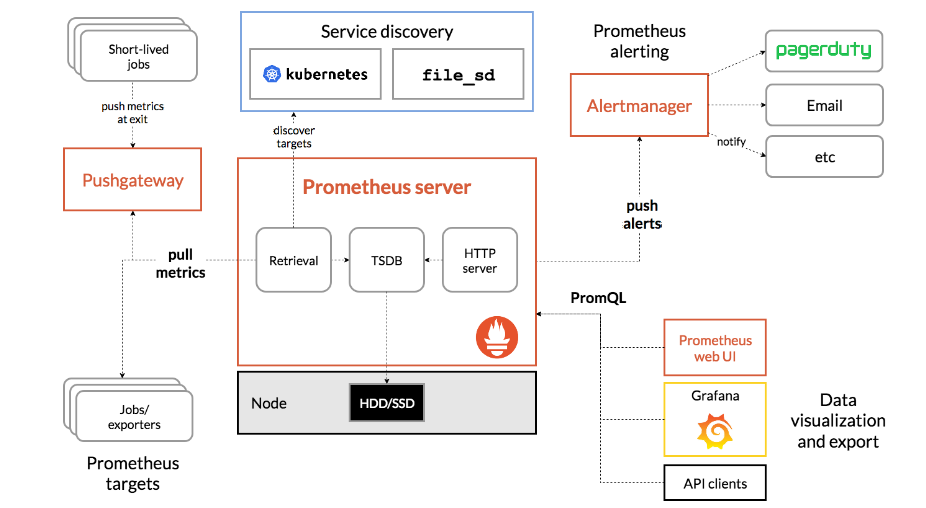 Short-lived
jobs
push metrics
at exit
Pushgateway
pull
metrics
Jobs/
exporters
Prometheus
targets
Service discovery
kubernetes
file_sd
discover
targets
Prometheus server
Retrieval
TSDB
HTTP
server
Node
HDD/SSD
Prometheus
alerting
Alertmanager
pagerduty
Email
notify
etc
push
alerts
PromQL
Prometheus
web UI
Grafana
API clients
Data
visualization
and export